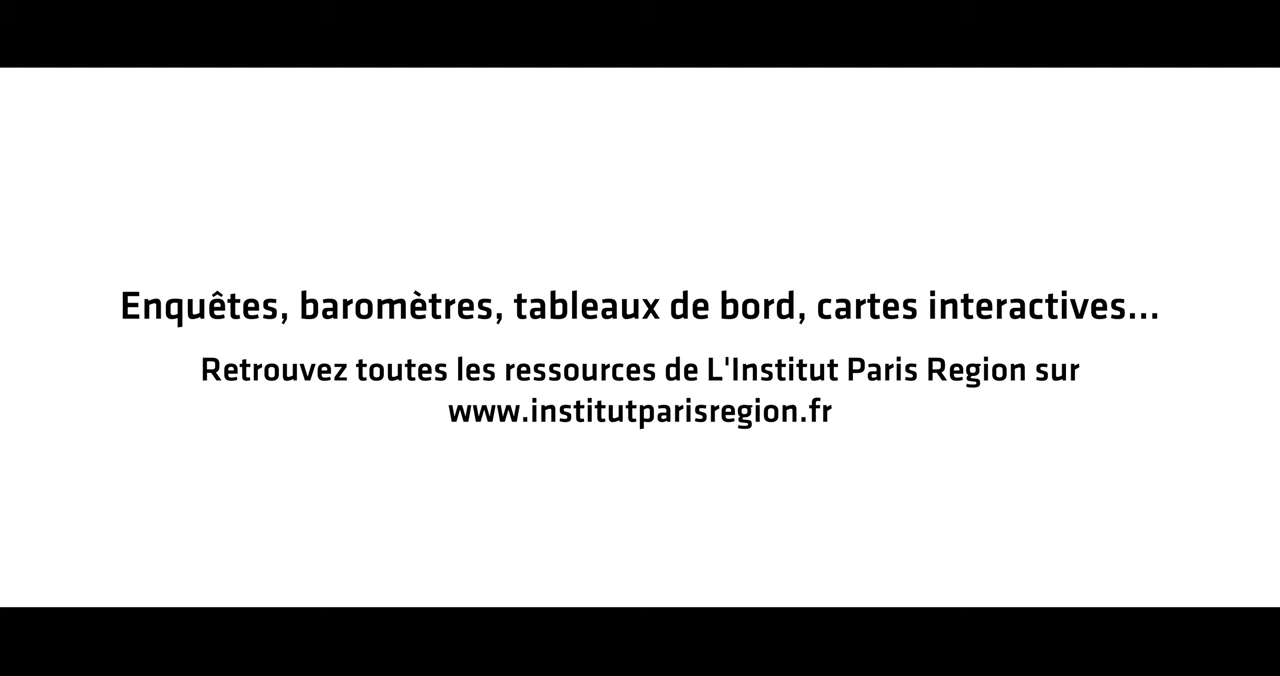 Enquêtes, baromètres, tableaux de bord, cartes interactives...
Retrouvez toutes les ressources de L'Institut Paris Region sur
www.institutparisregion.fr